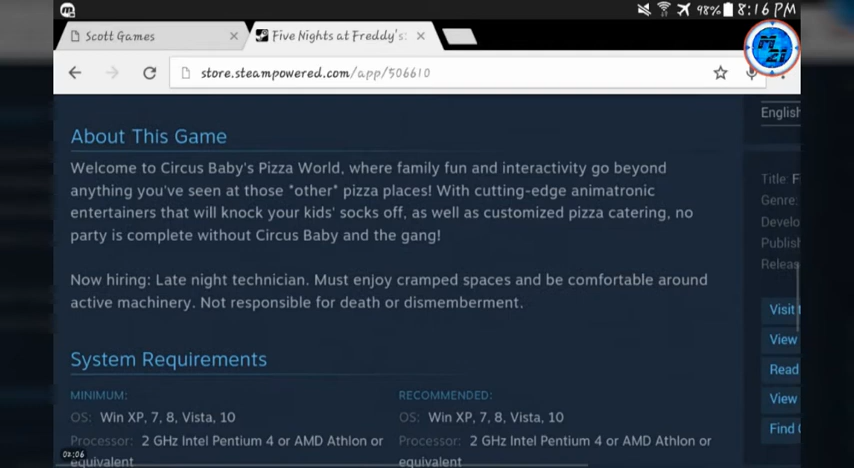 98% 8:16 PM
Scott Games
Five Nights at Freddy's:
store.steampowered.com/app/506610
English
About This Game
Welcome to Circus Baby's Pizza World, where family fun and interactivity go beyond
anything you've seen at those *other* pizza places! With cutting-edge animatronic
entertainers that will knock your kids' socks off, as well as customized pizza catering, no
party is complete without Circus Baby and the gang!
Title: F
Genre:
Develo
Publish
Releas
Now hiring: Late night technician. Must enjoy cramped spaces and be comfortable around
active machinery. Not responsible for death or dismemberment.
Visit t
View
Read
View
Find
System Requirements
MINIMUM:
OS: Win XP, 7, 8, Vista, 10
Processor: 2 GHz Intel Pentium 4 or AMD Athlon or
equivalent
RECOMMENDED:
OS: Win XP, 7, 8, Vista, 10
Processor: 2 GHz Intel Pentium 4 or AMD Athlon or
equivalent